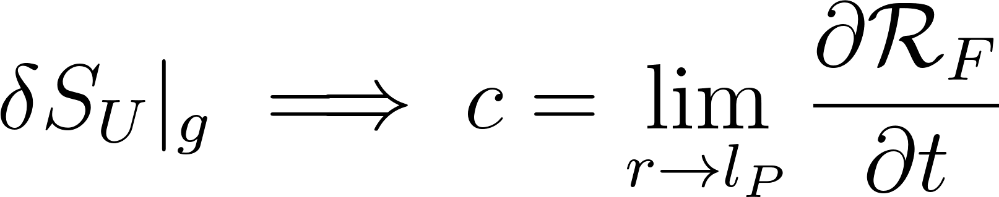 δS_U|_g ⟹ c = lim_{r→l_P} ∂ℛ_F/∂t